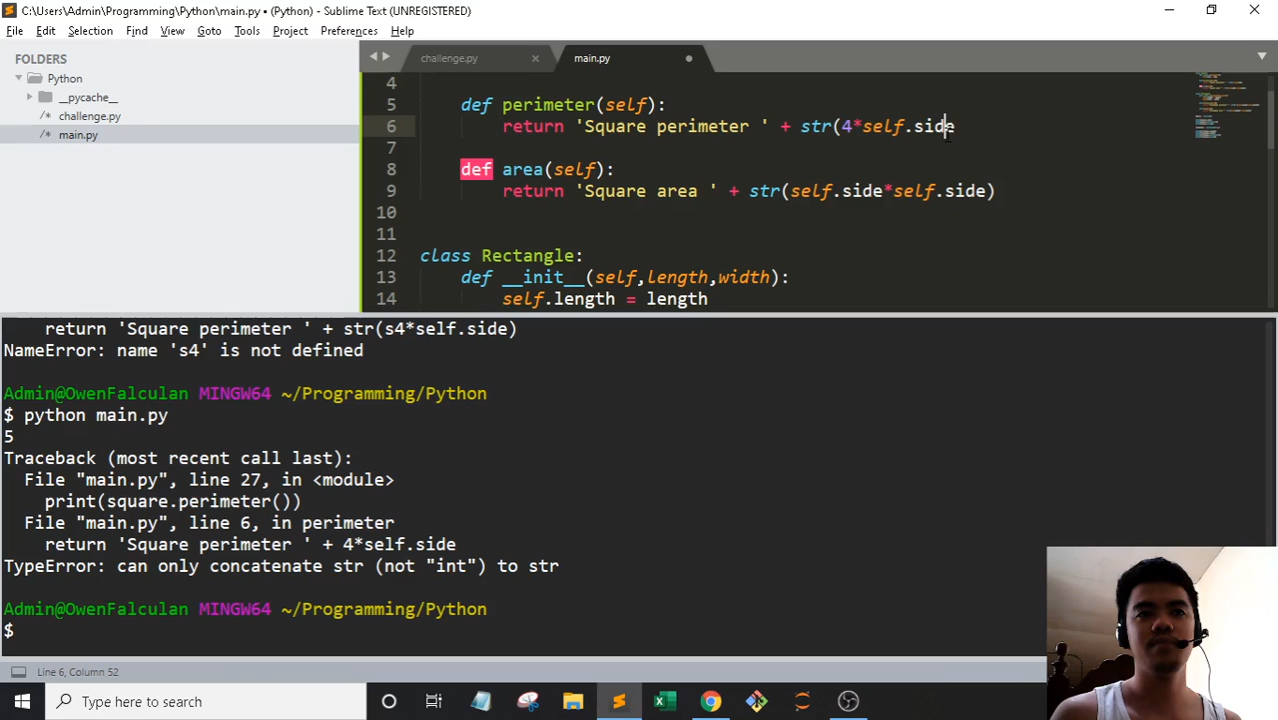 C:\Users\Admin\Programming\Python\main.py • (Python) - Sublime Text (UNREGISTERED)
File Edit Selection Find View Goto Tools Project Preferences Help
FOLDERS
Python
__pycache__
/* challenge.py
/* main.py
challenge.py × main.py
4
5 def perimeter(self):
6 return 'Square perimeter ' + str(4*self.side
7
8 def area(self):
9 return 'Square area ' + str(self.side*self.side)
10
11
12 class Rectangle:
13 def __init__(self,length,width):
14 self.length = length
return 'Square perimeter ' + str(s4*self.side)
NameError: name 's4' is not defined
Admin@OwenFalculan MINGW64 ~/Programming/Python
$ python main.py
5
Traceback (most recent call last):
File "main.py", line 27, in <module>
print(square.perimeter())
File "main.py", line 6, in perimeter
return 'Square perimeter ' + 4*self.side
TypeError: can only concatenate str (not "int") to str
Admin@OwenFalculan MINGW64 ~/Programming/Python
$
Line 6, Column 52
Type here to search